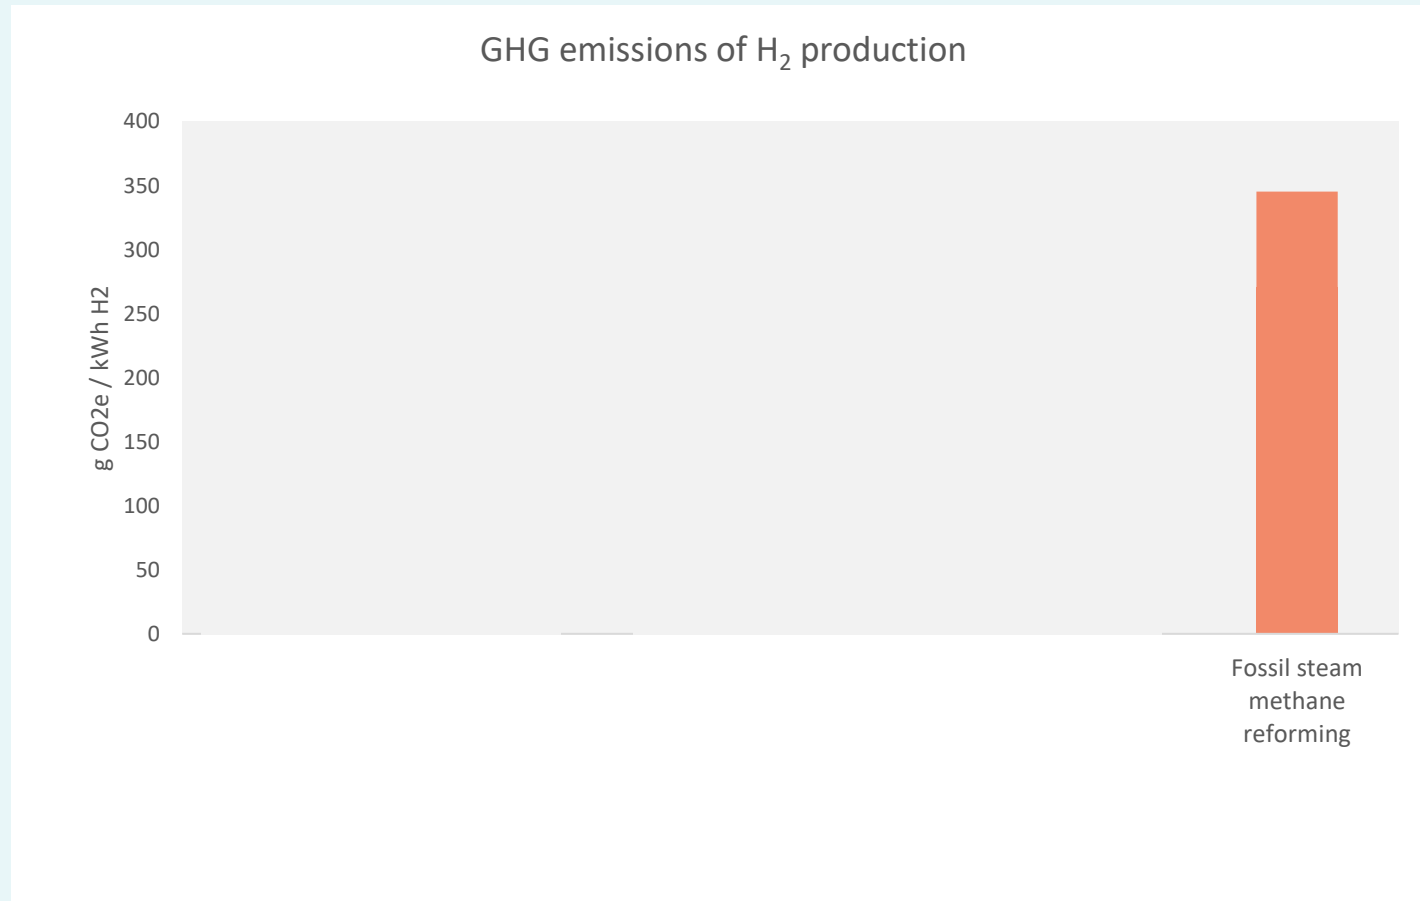 GHG emissions of H₂ production
400
350
300
250
200
150
100
50
0
g CO2e / kWh H2
Fossil steam
methane
reforming